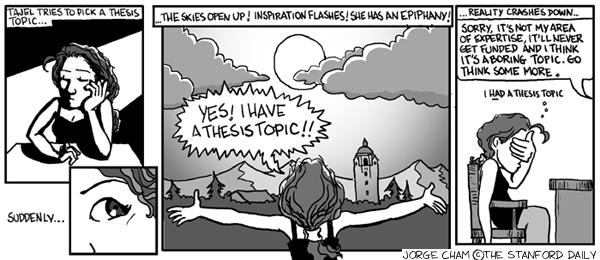 TAJEL TRIES TO PICK A THESIS
TOPIC...
SUDDENLY...
...THE SKIES OPEN UP! INSPIRATION FLASHES! SHE HAS AN EPIPHANY!
YES! I HAVE
A THESIS TOPIC!!
...REALITY CRASHES DOWN...
SORRY, IT'S NOT MY AREA
OF EXPERTISE, IT'LL NEVER
GET FUNDED AND I THINK
IT'S A BORING TOPIC. GO
THINK SOME MORE.
I HAD A THESIS TOPIC
JORGE CHAM ©THE STANFORD DAILY